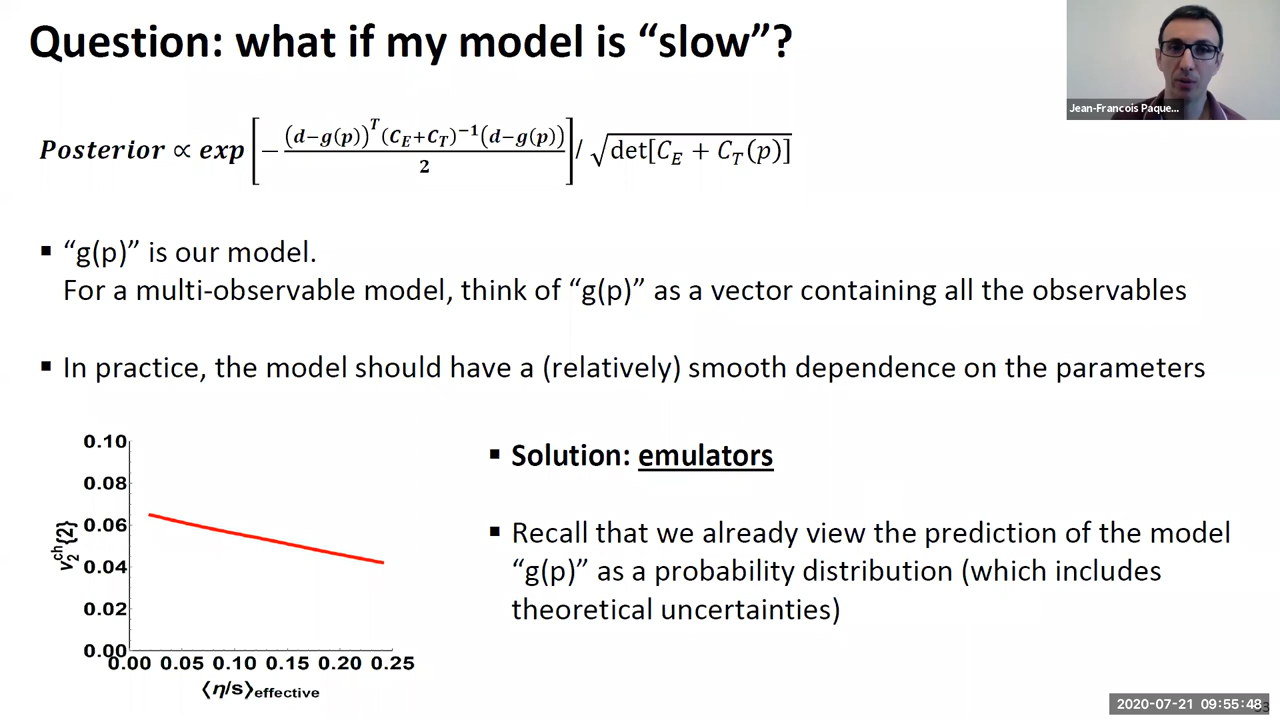 Question: what if my model is “slow”?
Jean-Francois Paque...
Posterior ∝ exp[−(d−g(p))ᵀ(C_E+C_T)⁻¹(d−g(p))/2]/√det[C_E + C_T(p)]
▪ “g(p)” is our model.
For a multi-observable model, think of “g(p)” as a vector containing all the observables
▪ In practice, the model should have a (relatively) smooth dependence on the parameters
0.10
0.08
0.06
0.04
0.02
0.00
v₂ᶜʰ{2}
0.00 0.05 0.10 0.15 0.20 0.25
⟨η/s⟩effective
▪ Solution: emulators
▪ Recall that we already view the prediction of the model
“g(p)” as a probability distribution (which includes
theoretical uncertainties)
2020-07-21 09:55:48